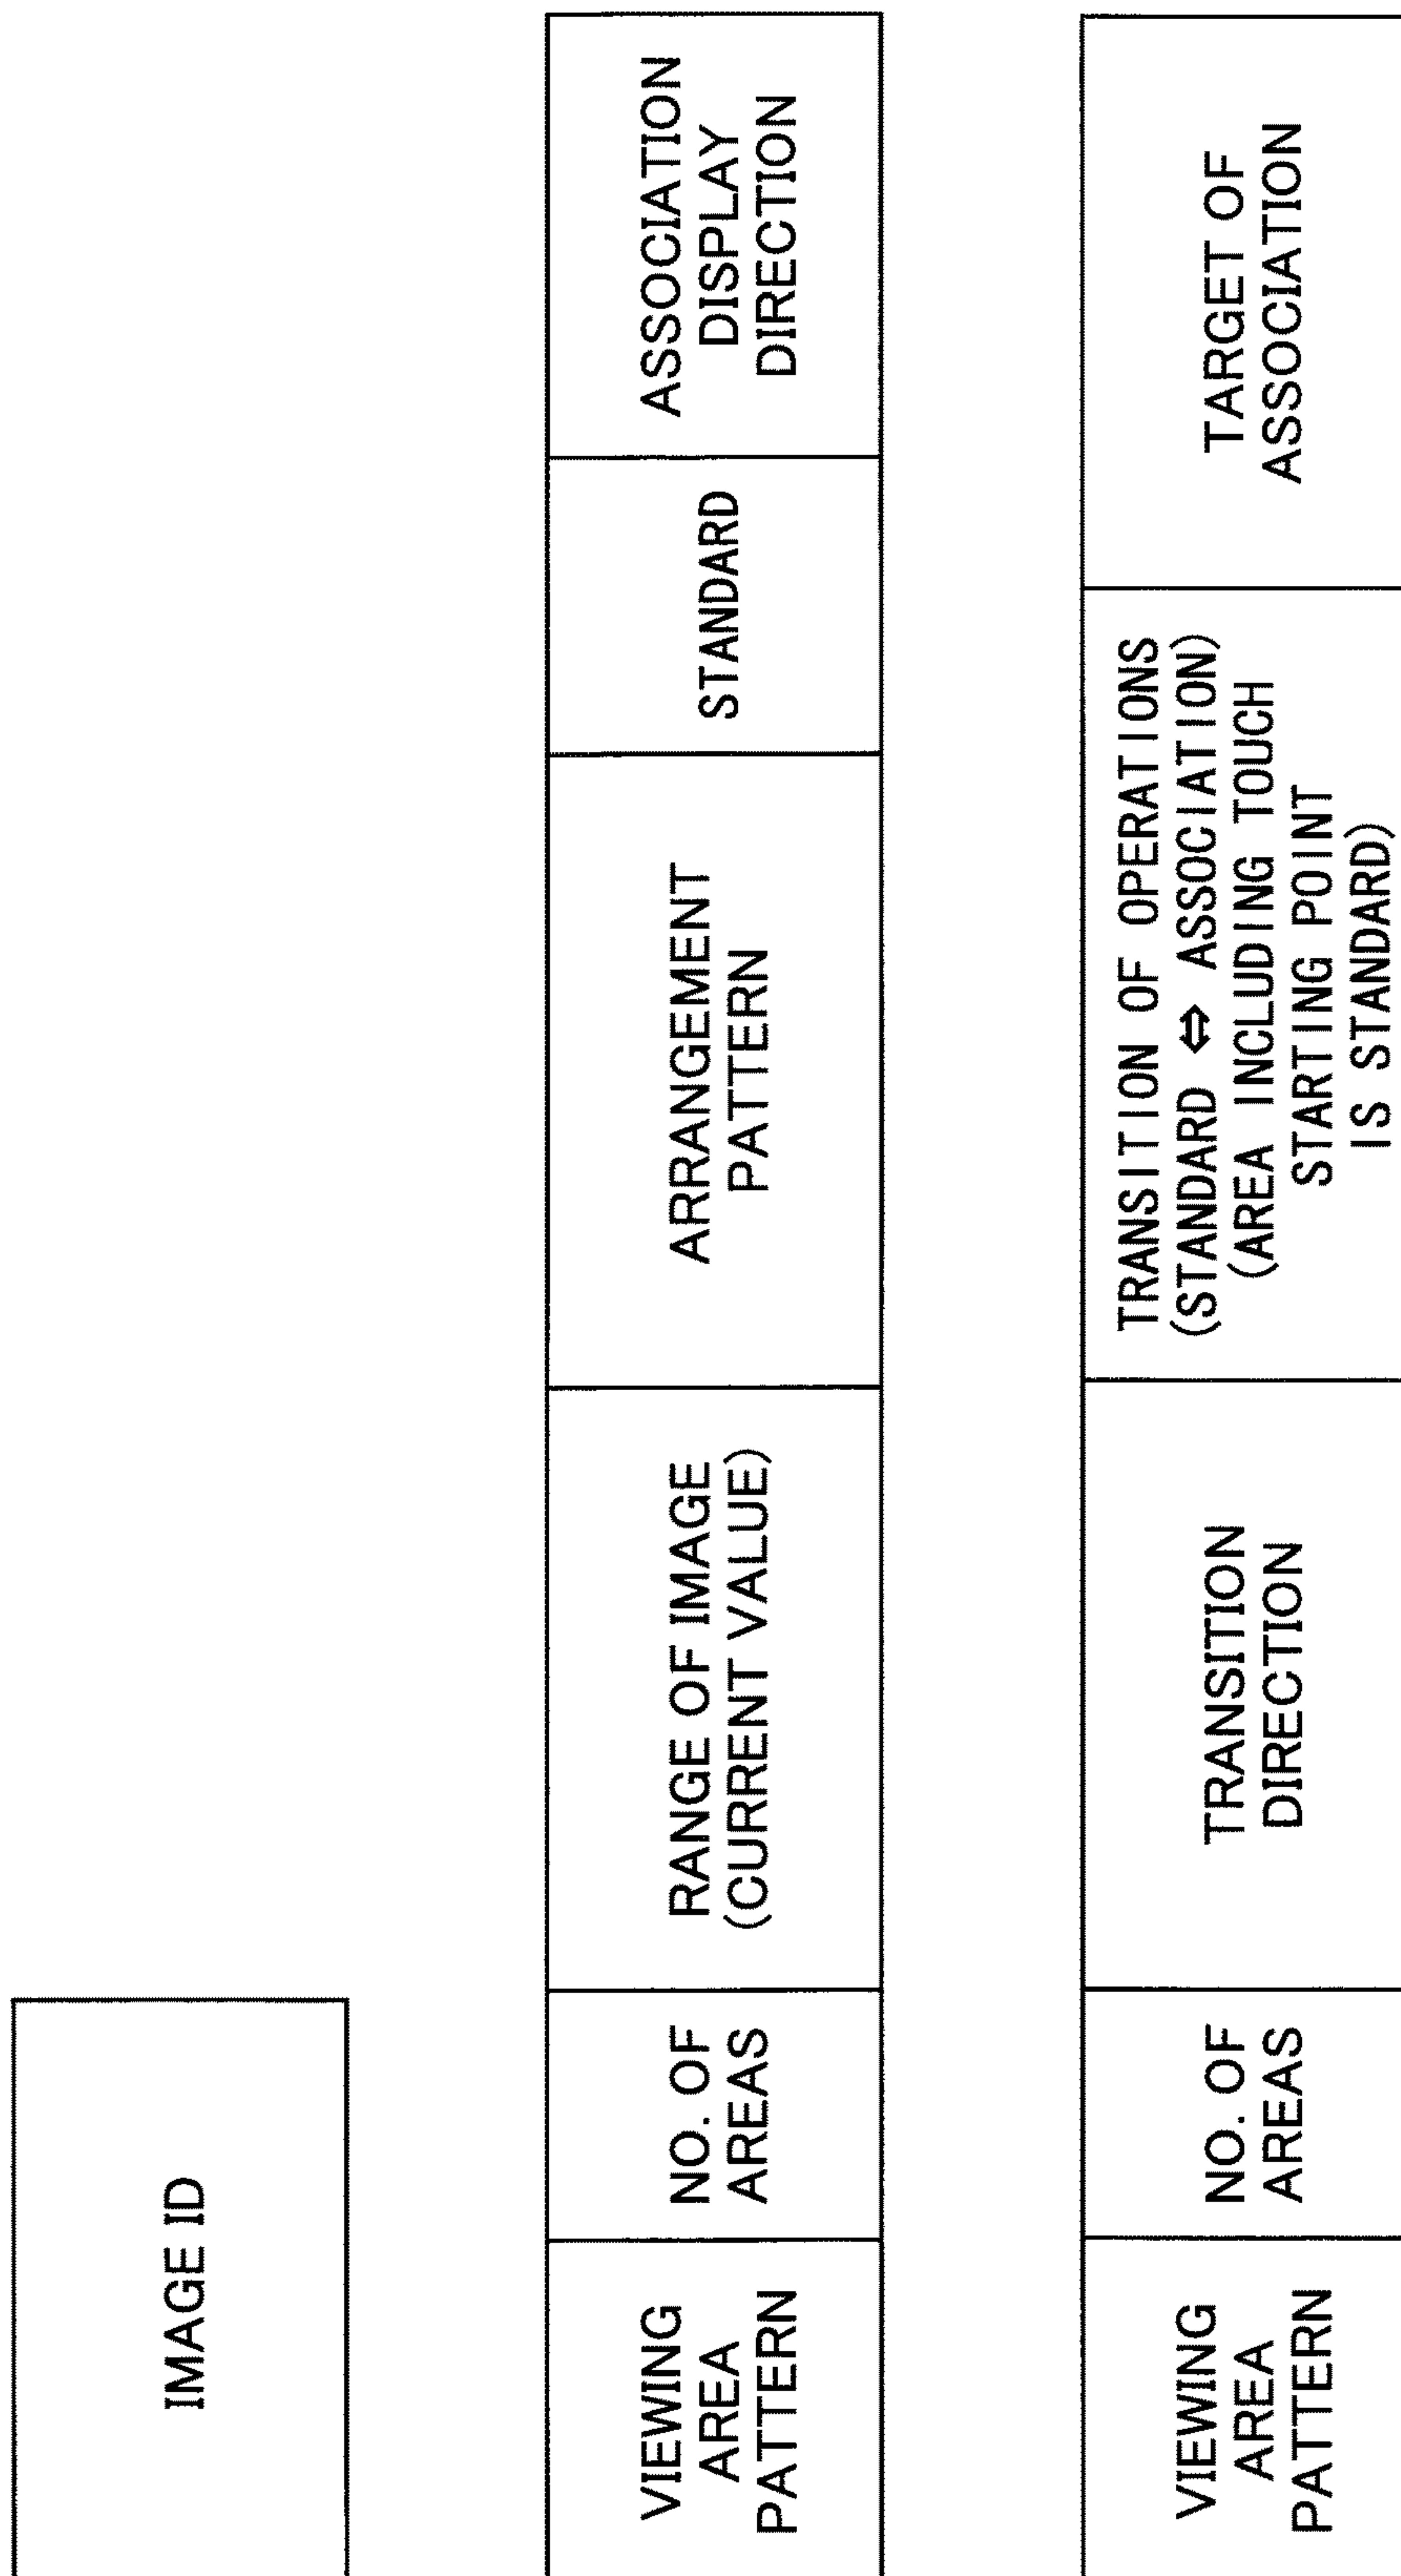 IMAGE ID
VIEWING
AREA
PATTERN
NO. OF
AREAS
RANGE OF IMAGE
(CURRENT VALUE)
ARRANGEMENT
PATTERN
STANDARD
ASSOCIATION
DISPLAY
DIRECTION
VIEWING
AREA
PATTERN
NO. OF
AREAS
TRANSITION
DIRECTION
TRANSITION OF OPERATIONS
(STANDARD ⇔ ASSOCIATION)
(AREA INCLUDING TOUCH
STARTING POINT
IS STANDARD)
TARGET OF
ASSOCIATION